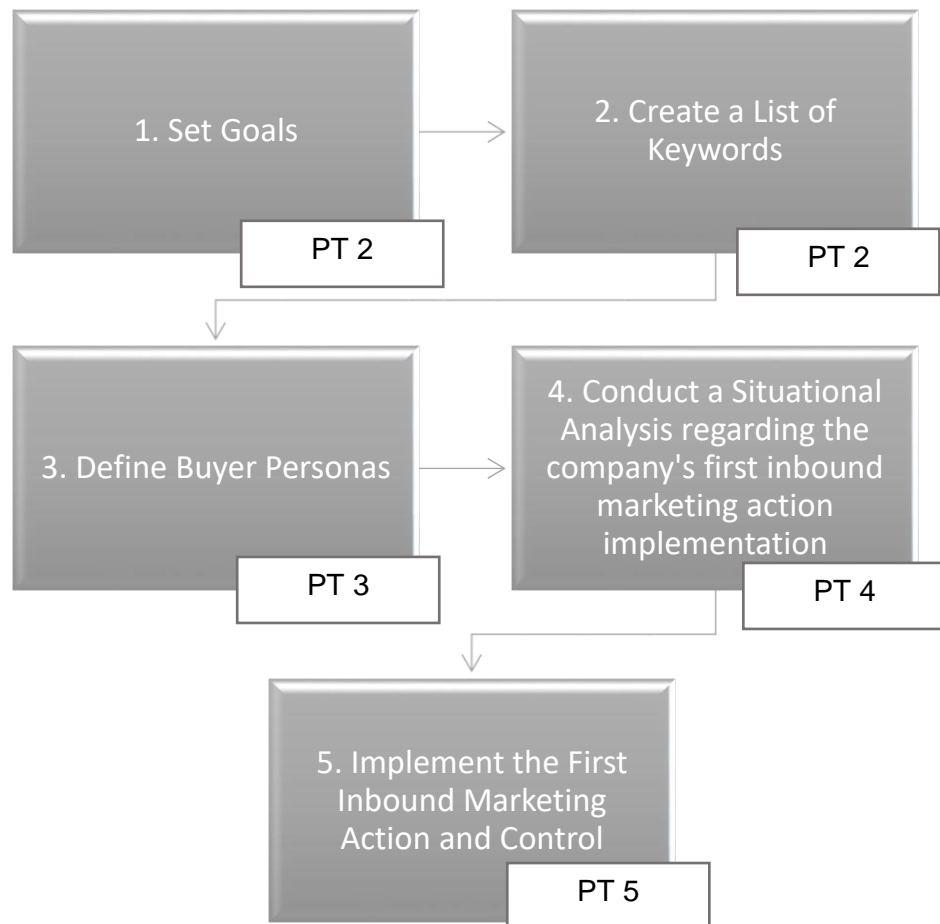 1. Set Goals
PT 2
2. Create a List of
Keywords
PT 2
3. Define Buyer Personas
PT 3
4. Conduct a Situational
Analysis regarding the
company's first inbound
marketing action
implementation
PT 4
5. Implement the First
Inbound Marketing
Action and Control
PT 5